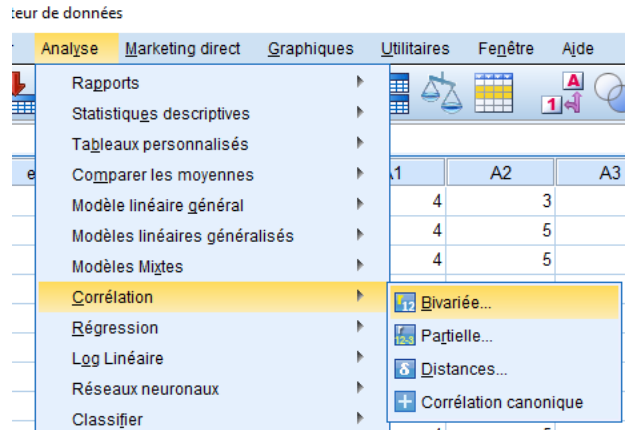 teur de données
Analyse Marketing direct Graphiques Utilitaires Fenêtre Aide
A
1
Rapports
Statistiques descriptives
Tableaux personnalisés
e Comparer les moyennes A1 A2 A3
Modèle linéaire général 4 3
Modèles linéaires généralisés 4 5
Modèles Mixtes 4 5
Corrélation
Bivariée...
Régression
Partielle...
Log Linéaire
Distances...
Réseaux neuronaux
Corrélation canonique
Classifier